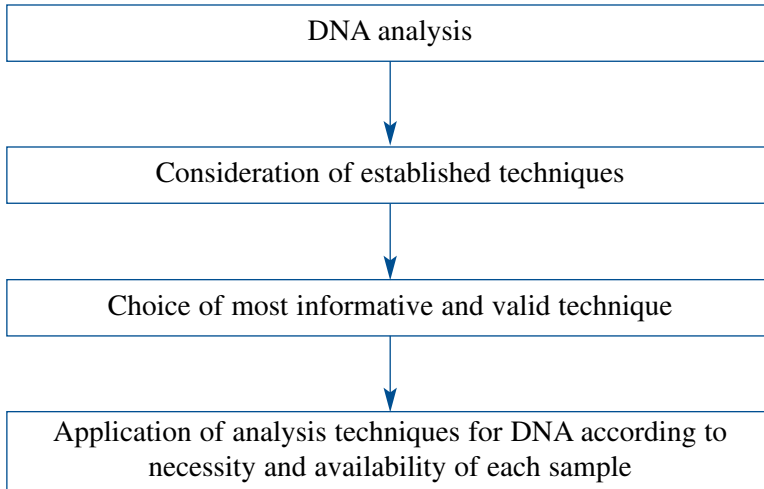 DNA analysis
Consideration of established techniques
Choice of most informative and valid technique
Application of analysis techniques for DNA according to
necessity and availability of each sample